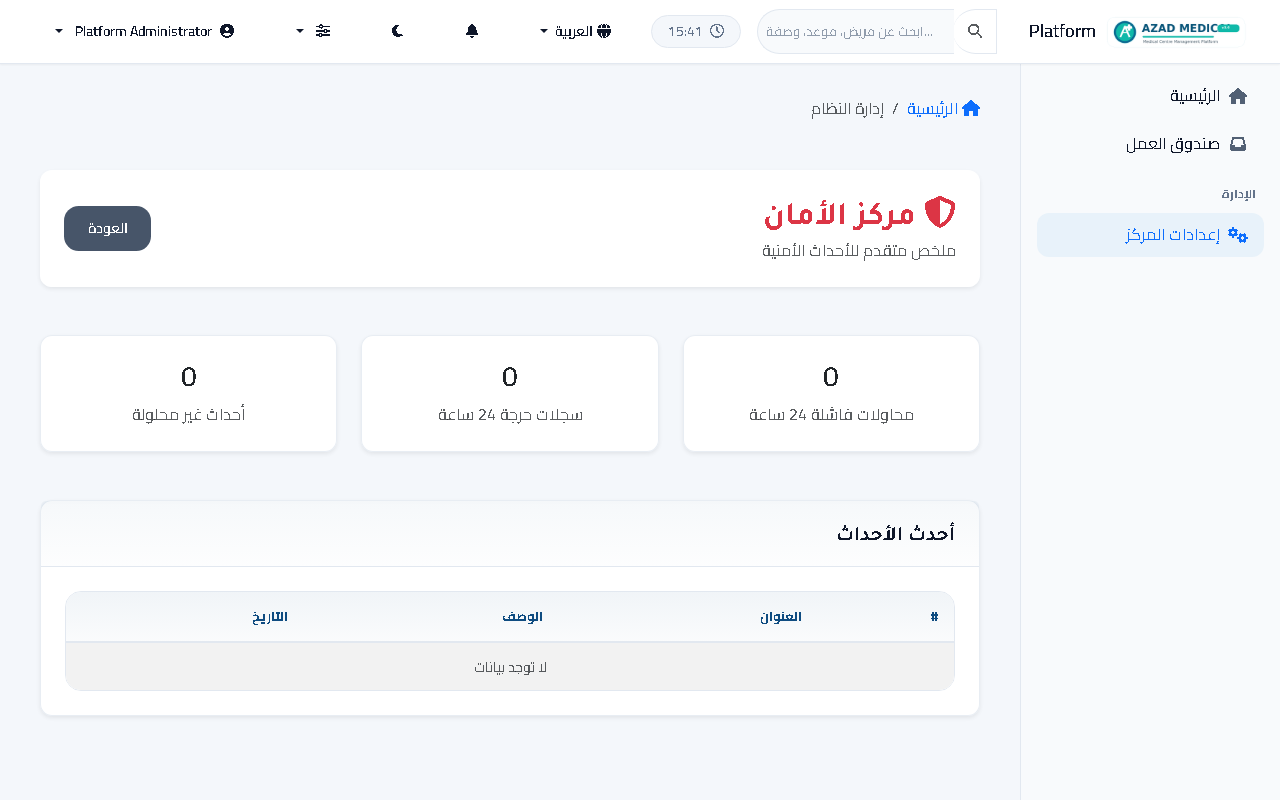 AZAD MEDIC
Medical Centre Management Platform
Platform
ابحث عن مريض، موعد، وصفة...
15:41
العربية
Platform Administrator
الرئيسية
صندوق العمل
الإدارة
إعدادات المركز
الرئيسية / إدارة النظام
مركز الأمان
ملخص متقدم للأحداث الأمنية
العودة
0
محاولات فاشلة 24 ساعة
0
سجلات حرجة 24 ساعة
0
أحداث غير محلولة
أحدث الأحداث
# العنوان الوصف التاريخ
لا توجد بيانات